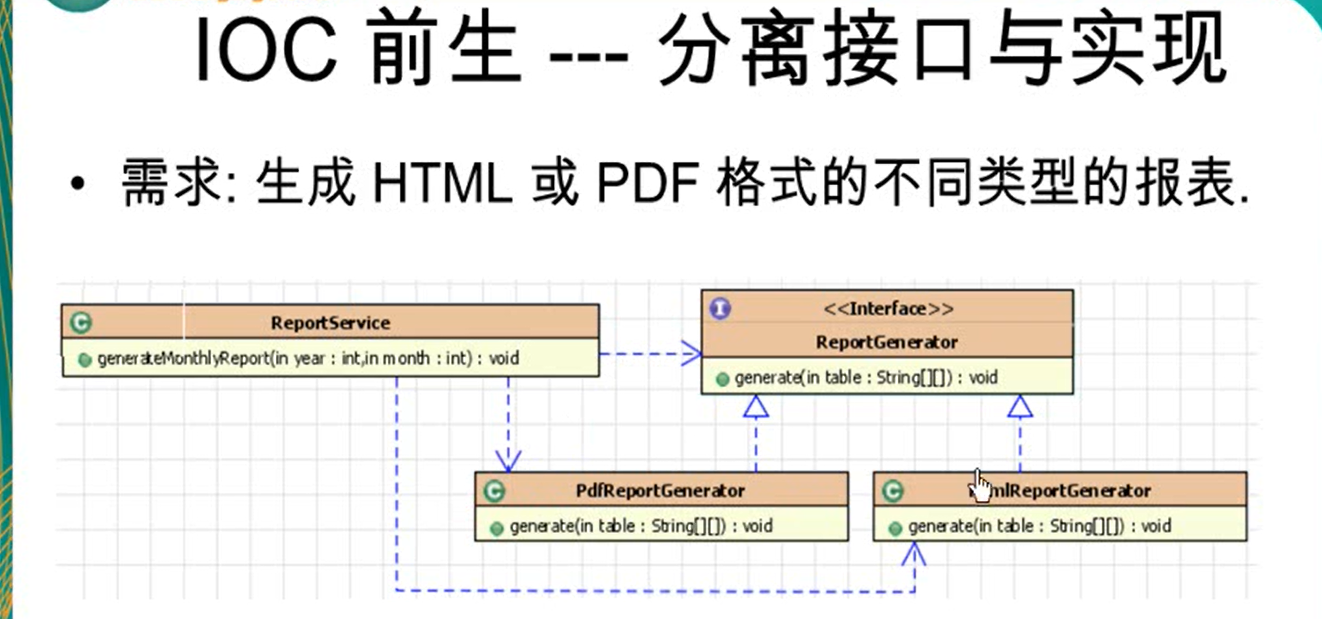 IOC 前生 --- 分离接口与实现
• 需求: 生成 HTML 或 PDF 格式的不同类型的报表.
ReportService
generateMonthlyReport(in year : int,in month : int) : void
<<Interface>>
ReportGenerator
generate(in table : String[][]) : void
PdfReportGenerator
generate(in table : String[][]) : void
mlReportGenerator
generate(in table : String[][]) : void